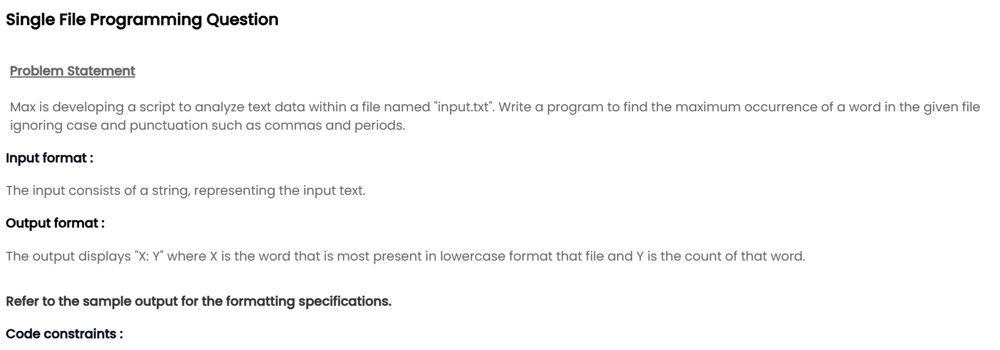 Single File Programming Question
Problem Statement
Max is developing a script to analyze text data within a file named "input.txt". Write a program to find the maximum occurrence of a word in the given file
ignoring case and punctuation such as commas and periods.
Input format :
The input consists of a string, representing the input text.
Output format :
The output displays "X: Y" where X is the word that is most present in lowercase format that file and Y is the count of that word.
Refer to the sample output for the formatting specifications.
Code constraints :